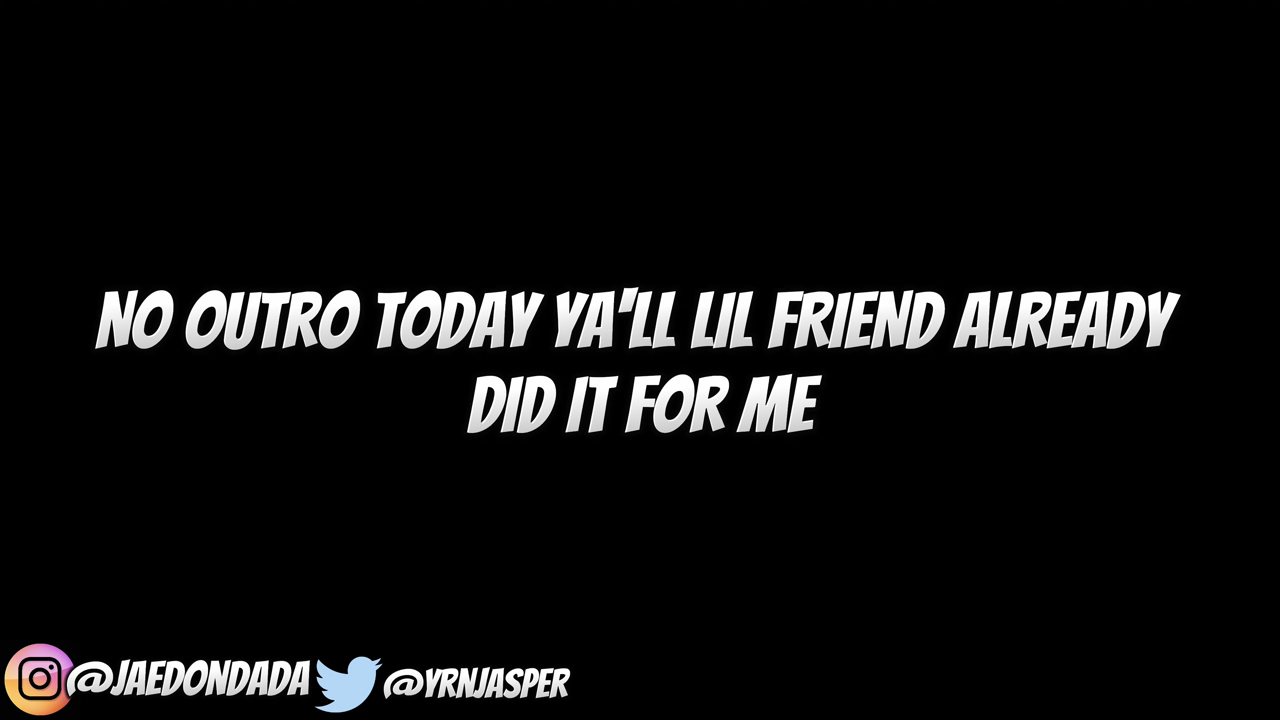 NO OUTRO TODAY YA'LL LIL FRIEND ALREADY
DID IT FOR ME
@JAEDONDADA @YRNJASPER